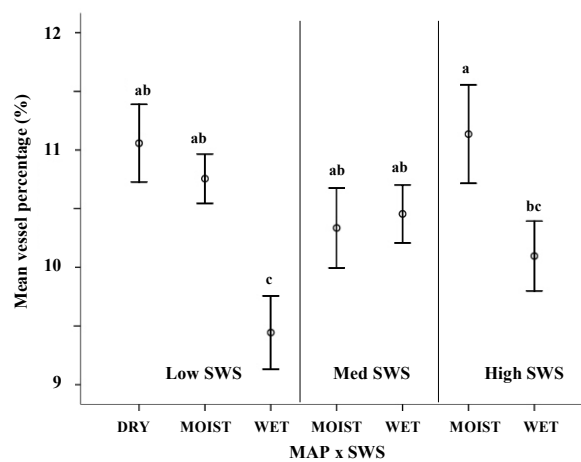 12
11
10
9
Mean vessel percentage (%)
ab
ab
c
ab
ab
a
bc
Low SWS
Med SWS
High SWS
DRY MOIST WET MOIST WET MOIST WET
MAP x SWS